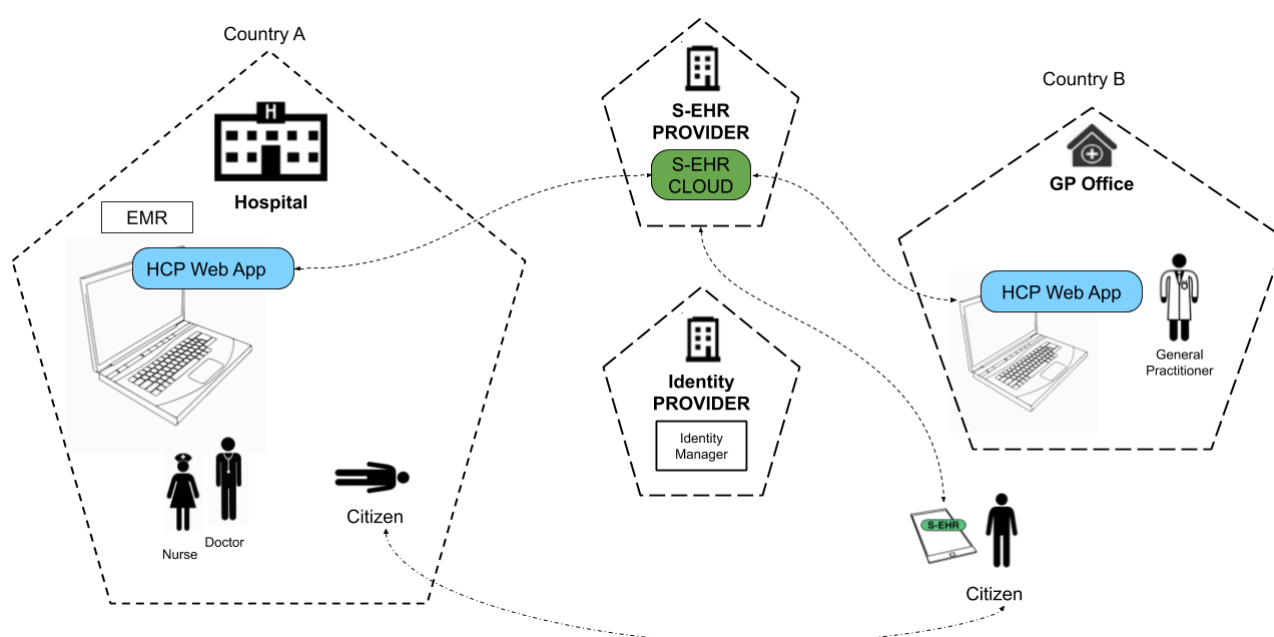 Country A
H
Hospital
EMR
HCP Web App
Nurse
Doctor
Citizen
S-EHR
PROVIDER
S-EHR
CLOUD
Identity
PROVIDER
Identity
Manager
Country B
GP Office
HCP Web App
General
Practitioner
S-EHR
Citizen